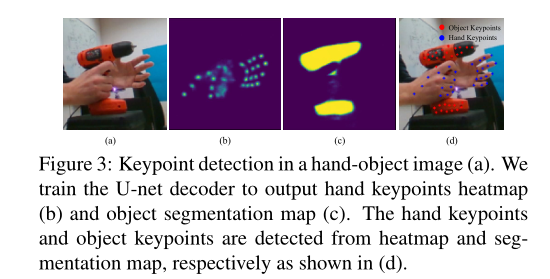 Object Keypoints
Hand Keypoints
(a)
(b)
(c)
(d)
Figure 3: Keypoint detection in a hand-object image (a). We
train the U-net decoder to output hand keypoints heatmap
(b) and object segmentation map (c). The hand keypoints
and object keypoints are detected from heatmap and seg-
mentation map, respectively as shown in (d).